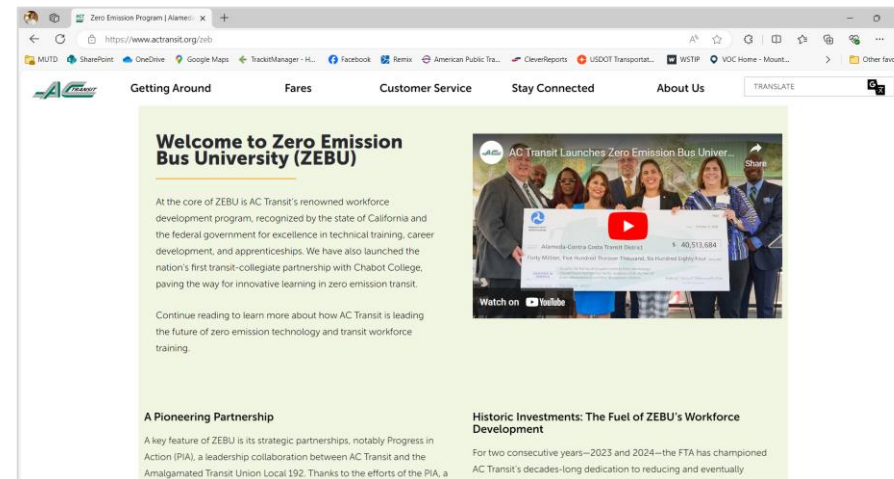 Zero Emission Program | Alamed
https://www.actransit.org/zeb
MUTD SharePoint OneDrive Google Maps TrackitManager - H... Facebook Remix American Public Tra... CleverReports USDOT Transportat... WSTIP VOC Home - Mount... Other favo
AC TRANSIT Getting Around Fares Customer Service Stay Connected About Us TRANSLATE
Welcome to Zero Emission
Bus University (ZEBU)
At the core of ZEBU is AC Transit's renowned workforce
development program, recognized by the state of California and
the federal government for excellence in technical training, career
development, and apprenticeships. We have also launched the
nation's first transit-collegiate partnership with Chabot College,
paving the way for innovative learning in zero emission transit.
Continue reading to learn more about how AC Transit is leading
the future of zero emission technology and transit workforce
training.
AC Transit Launches Zero Emission Bus Univer...
Share
Alameda-Contra Costa Transit District $ 40,513,684
Forty Million, Five Hundred Thirteen Thousand, Six Hundred Eighty Four
Watch on YouTube
A Pioneering Partnership
A key feature of ZEBU is its strategic partnerships, notably Progress in
Action (PIA), a leadership collaboration between AC Transit and the
Amalgamated Transit Union Local 192. Thanks to the efforts of the PIA, a
Historic Investments: The Fuel of ZEBU's Workforce
Development
For two consecutive years—2023 and 2024—the FTA has championed
AC Transit's decades-long dedication to reducing and eventually